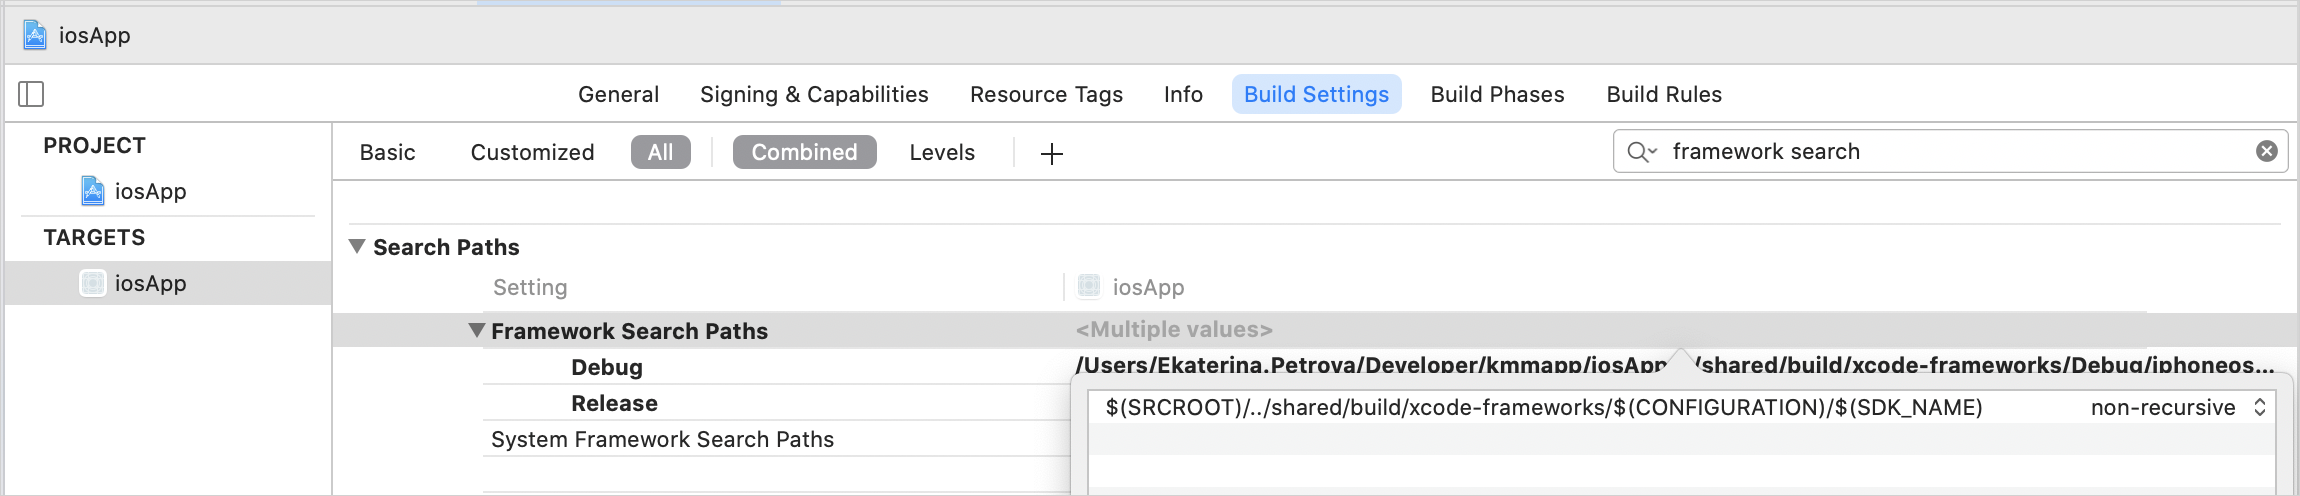 iosApp
General Signing & Capabilities Resource Tags Info Build Settings Build Phases Build Rules
PROJECT
iosApp
TARGETS
iosApp
Basic Customized All Combined Levels + framework search
Search Paths
Setting iosApp
Framework Search Paths <Multiple values>
Debug /Users/Ekaterina.Petrova/Developer/kmmapp/iosApp /shared/build/xcode-frameworks/Debug/iphoneos...
Release
$(SRCROOT)/../shared/build/xcode-frameworks/$(CONFIGURATION)/$(SDK_NAME) non-recursive
System Framework Search Paths